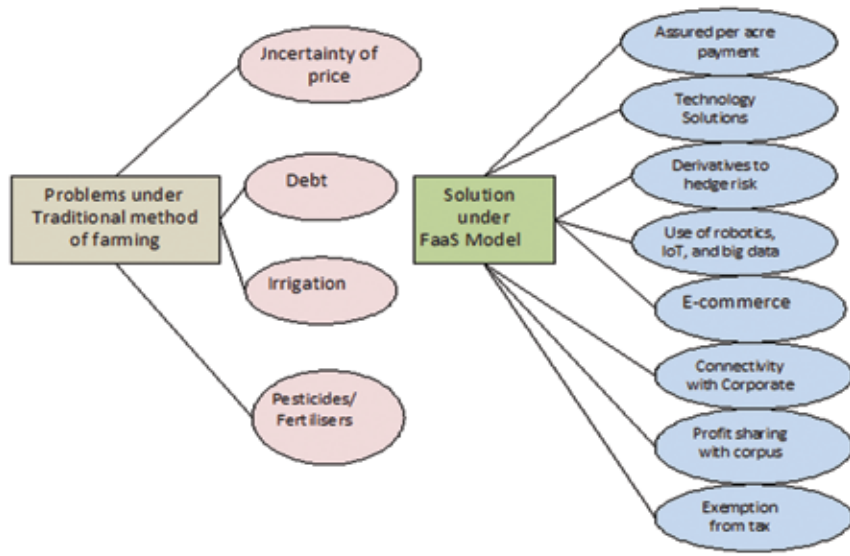 Jncertainty of
price
Problems under
Traditional method
of farming
Debt
Irrigation
Pesticides/
Fertilisers
Solution
under
FaaS Model
Assured per acre
payment
Technology
Solutions
Derivatives to
hedge risk
Use of robotics,
IoT, and big data
E-commerce
Connectivity
with Corporate
Profit sharing
with corpus
Exemption
from tax